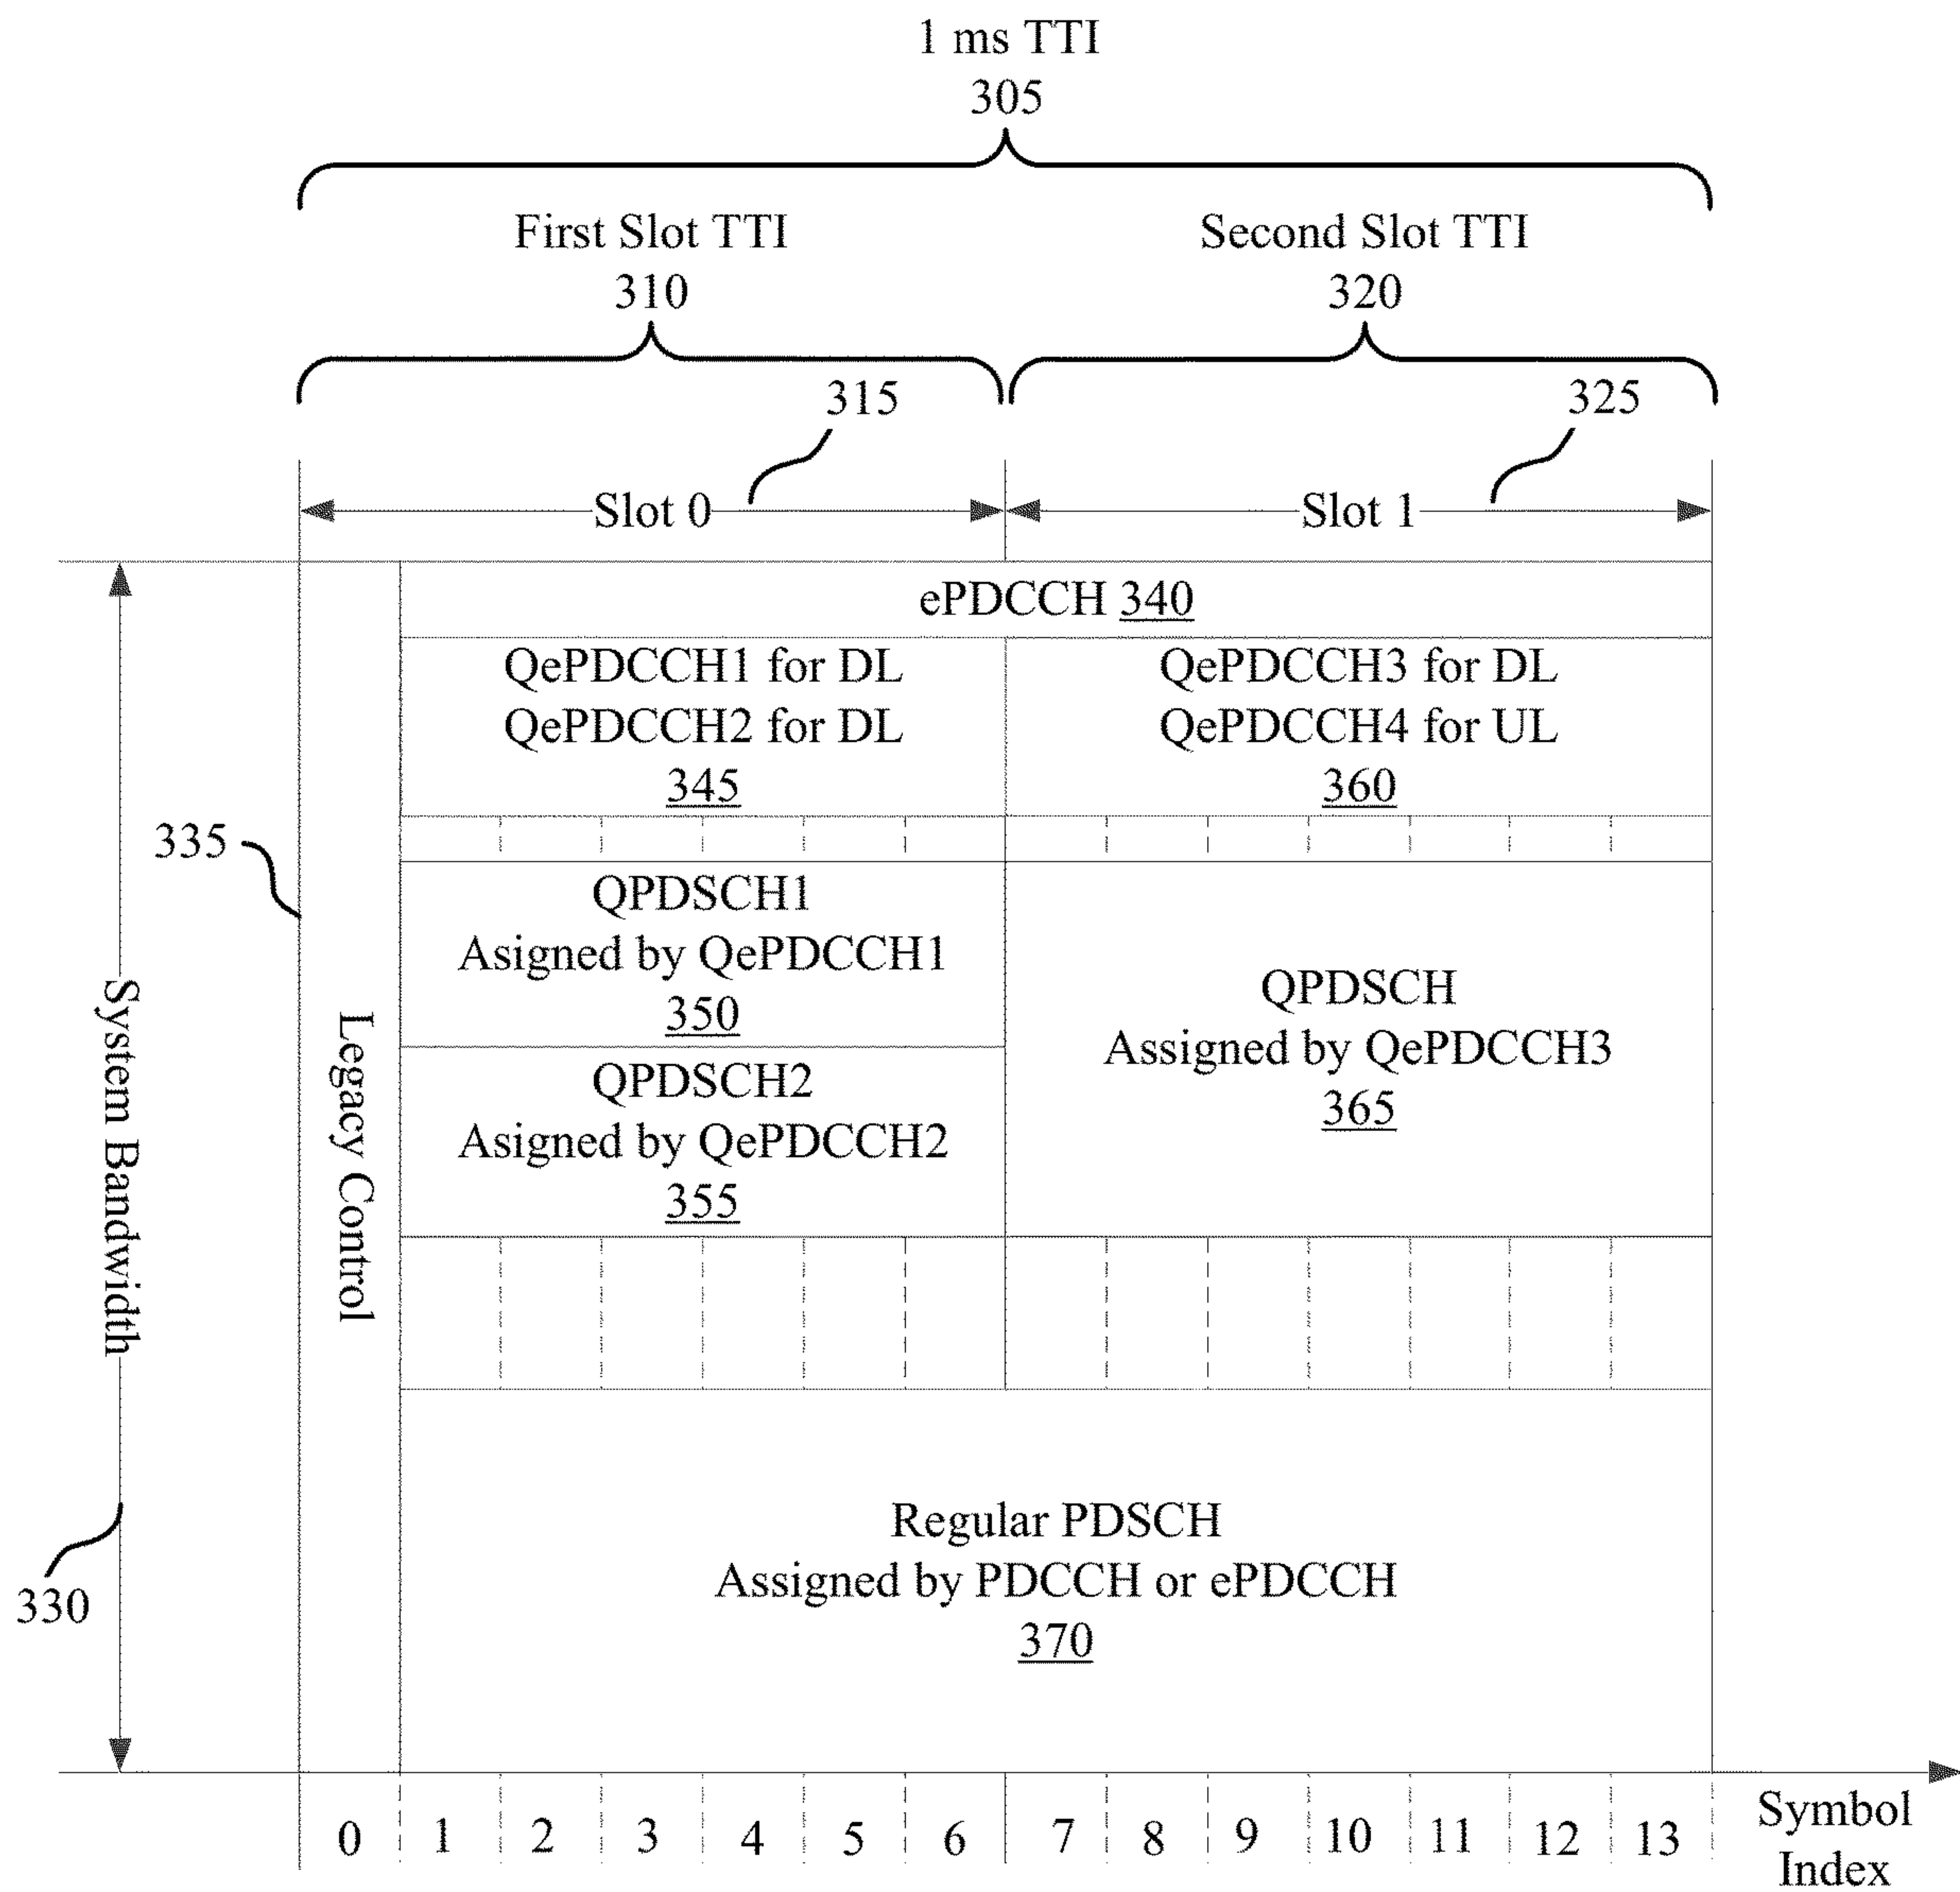 1 ms TTI
305
First Slot TTI
310
Second Slot TTI
320
315
325
Slot 0
Slot 1
ePDCCH 340
QePDCCH1 for DL
QePDCCH2 for DL
345
QePDCCH3 for DL
QePDCCH4 for UL
360
335
QPDSCH1
Asigned by QePDCCH1
350
QPDSCH2
Asigned by QePDCCH2
355
QPDSCH
Assigned by QePDCCH3
365
System Bandwidth
Legacy Control
330
Regular PDSCH
Assigned by PDCCH or ePDCCH
370
0 1 2 3 4 5 6 7 8 9 10 11 12 13
Symbol
Index